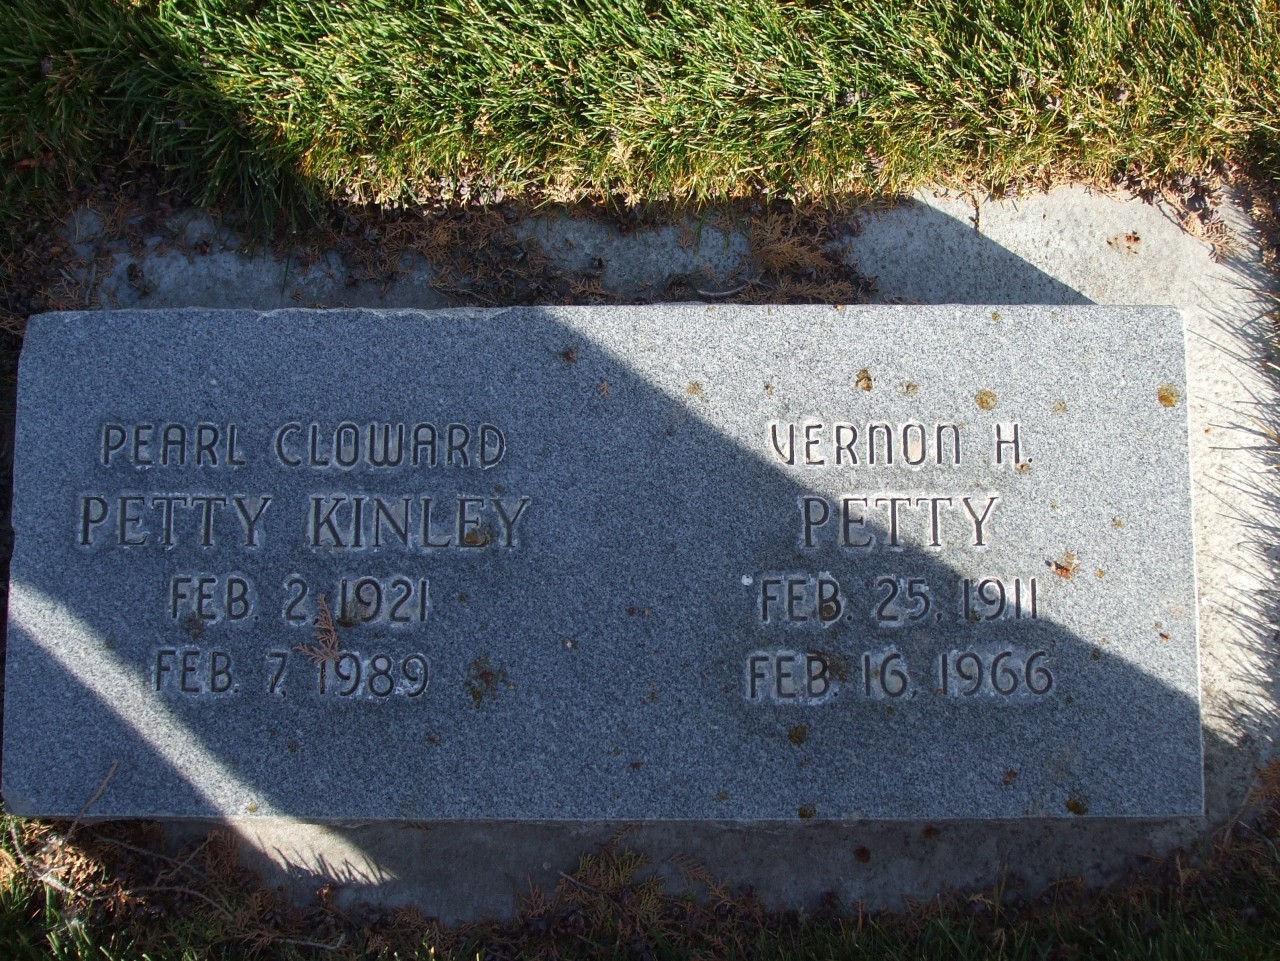 PEARL CLOWARD
PETTY KINLEY
FEB. 2, 1921
FEB. 7, 1989
VERNON H.
PETTY
FEB. 25, 1911
FEB. 16, 1966